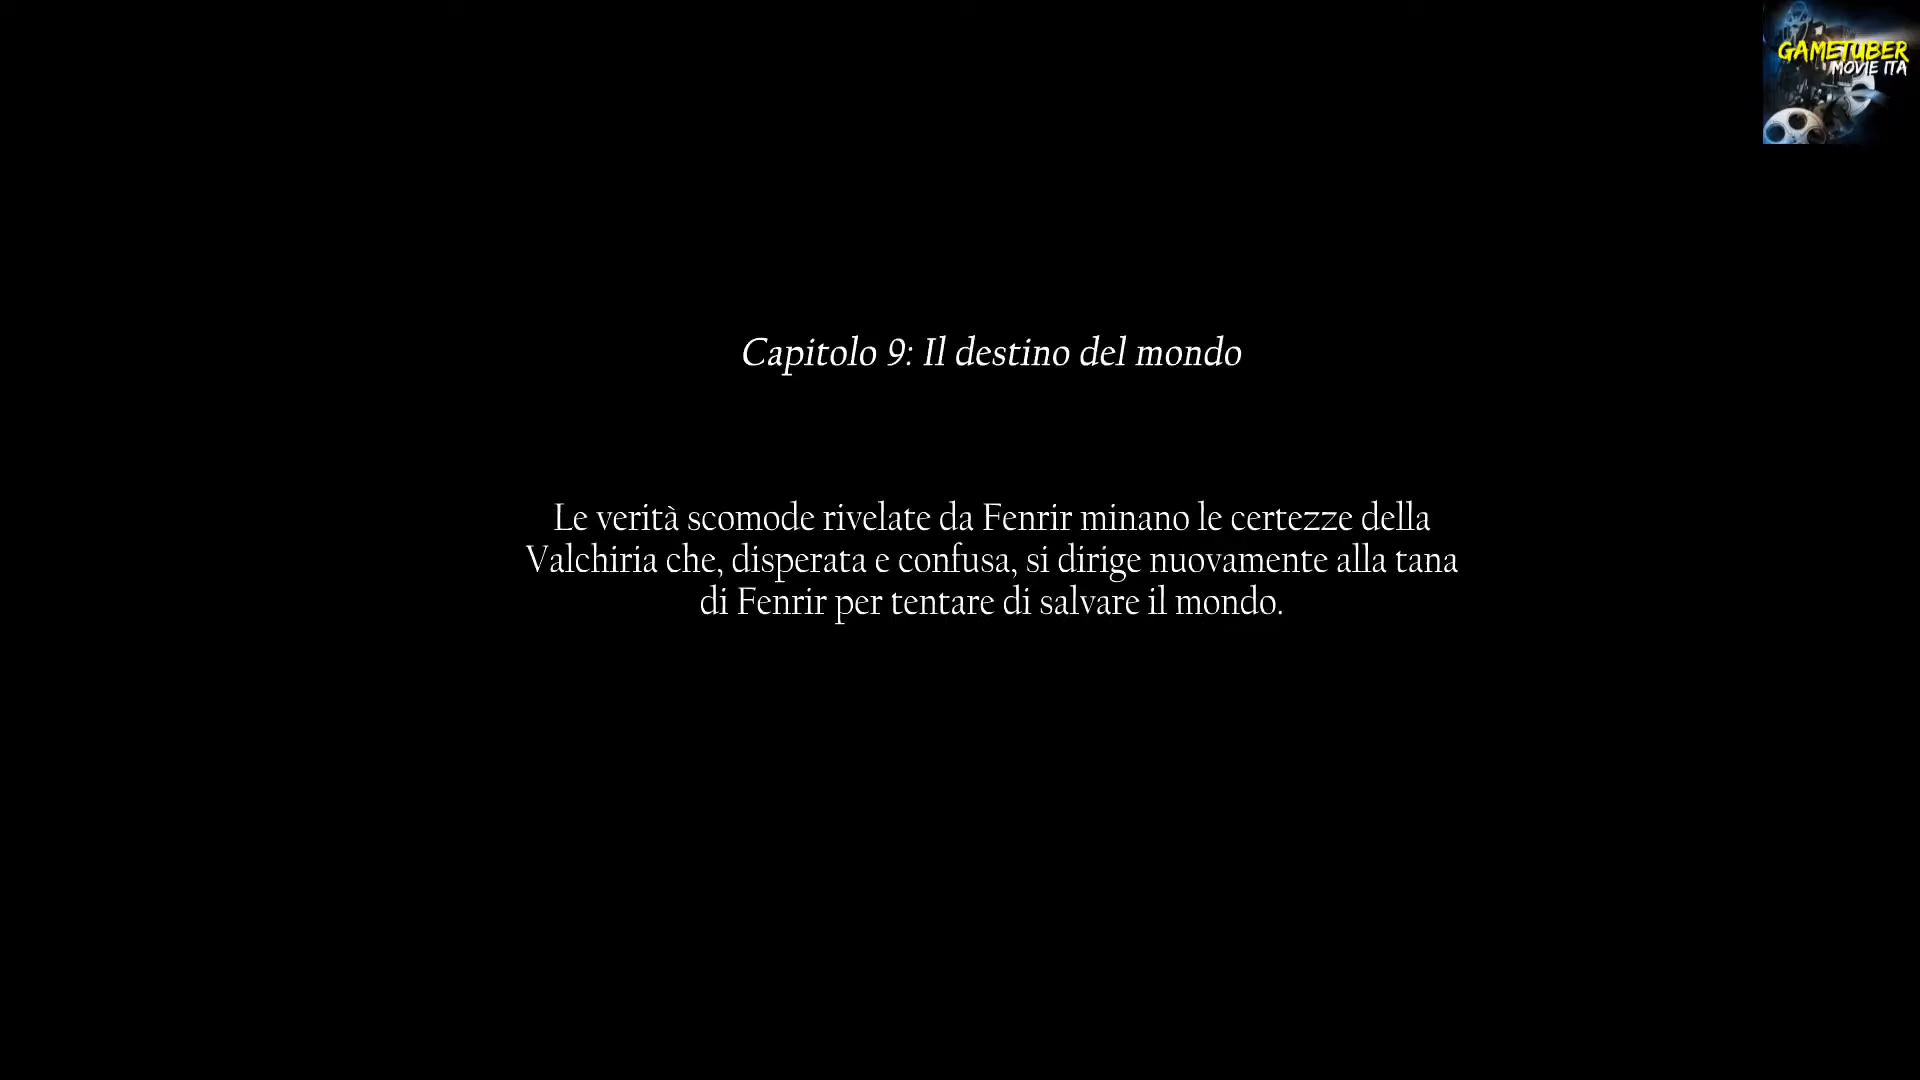 GAMETUBER
MOVIE ITA
Capitolo 9: Il destino del mondo
Le verità scomode rivelate da Fenrir minano le certezze della
Valchiria che, disperata e confusa, si dirige nuovamente alla tana
di Fenrir per tentare di salvare il mondo.